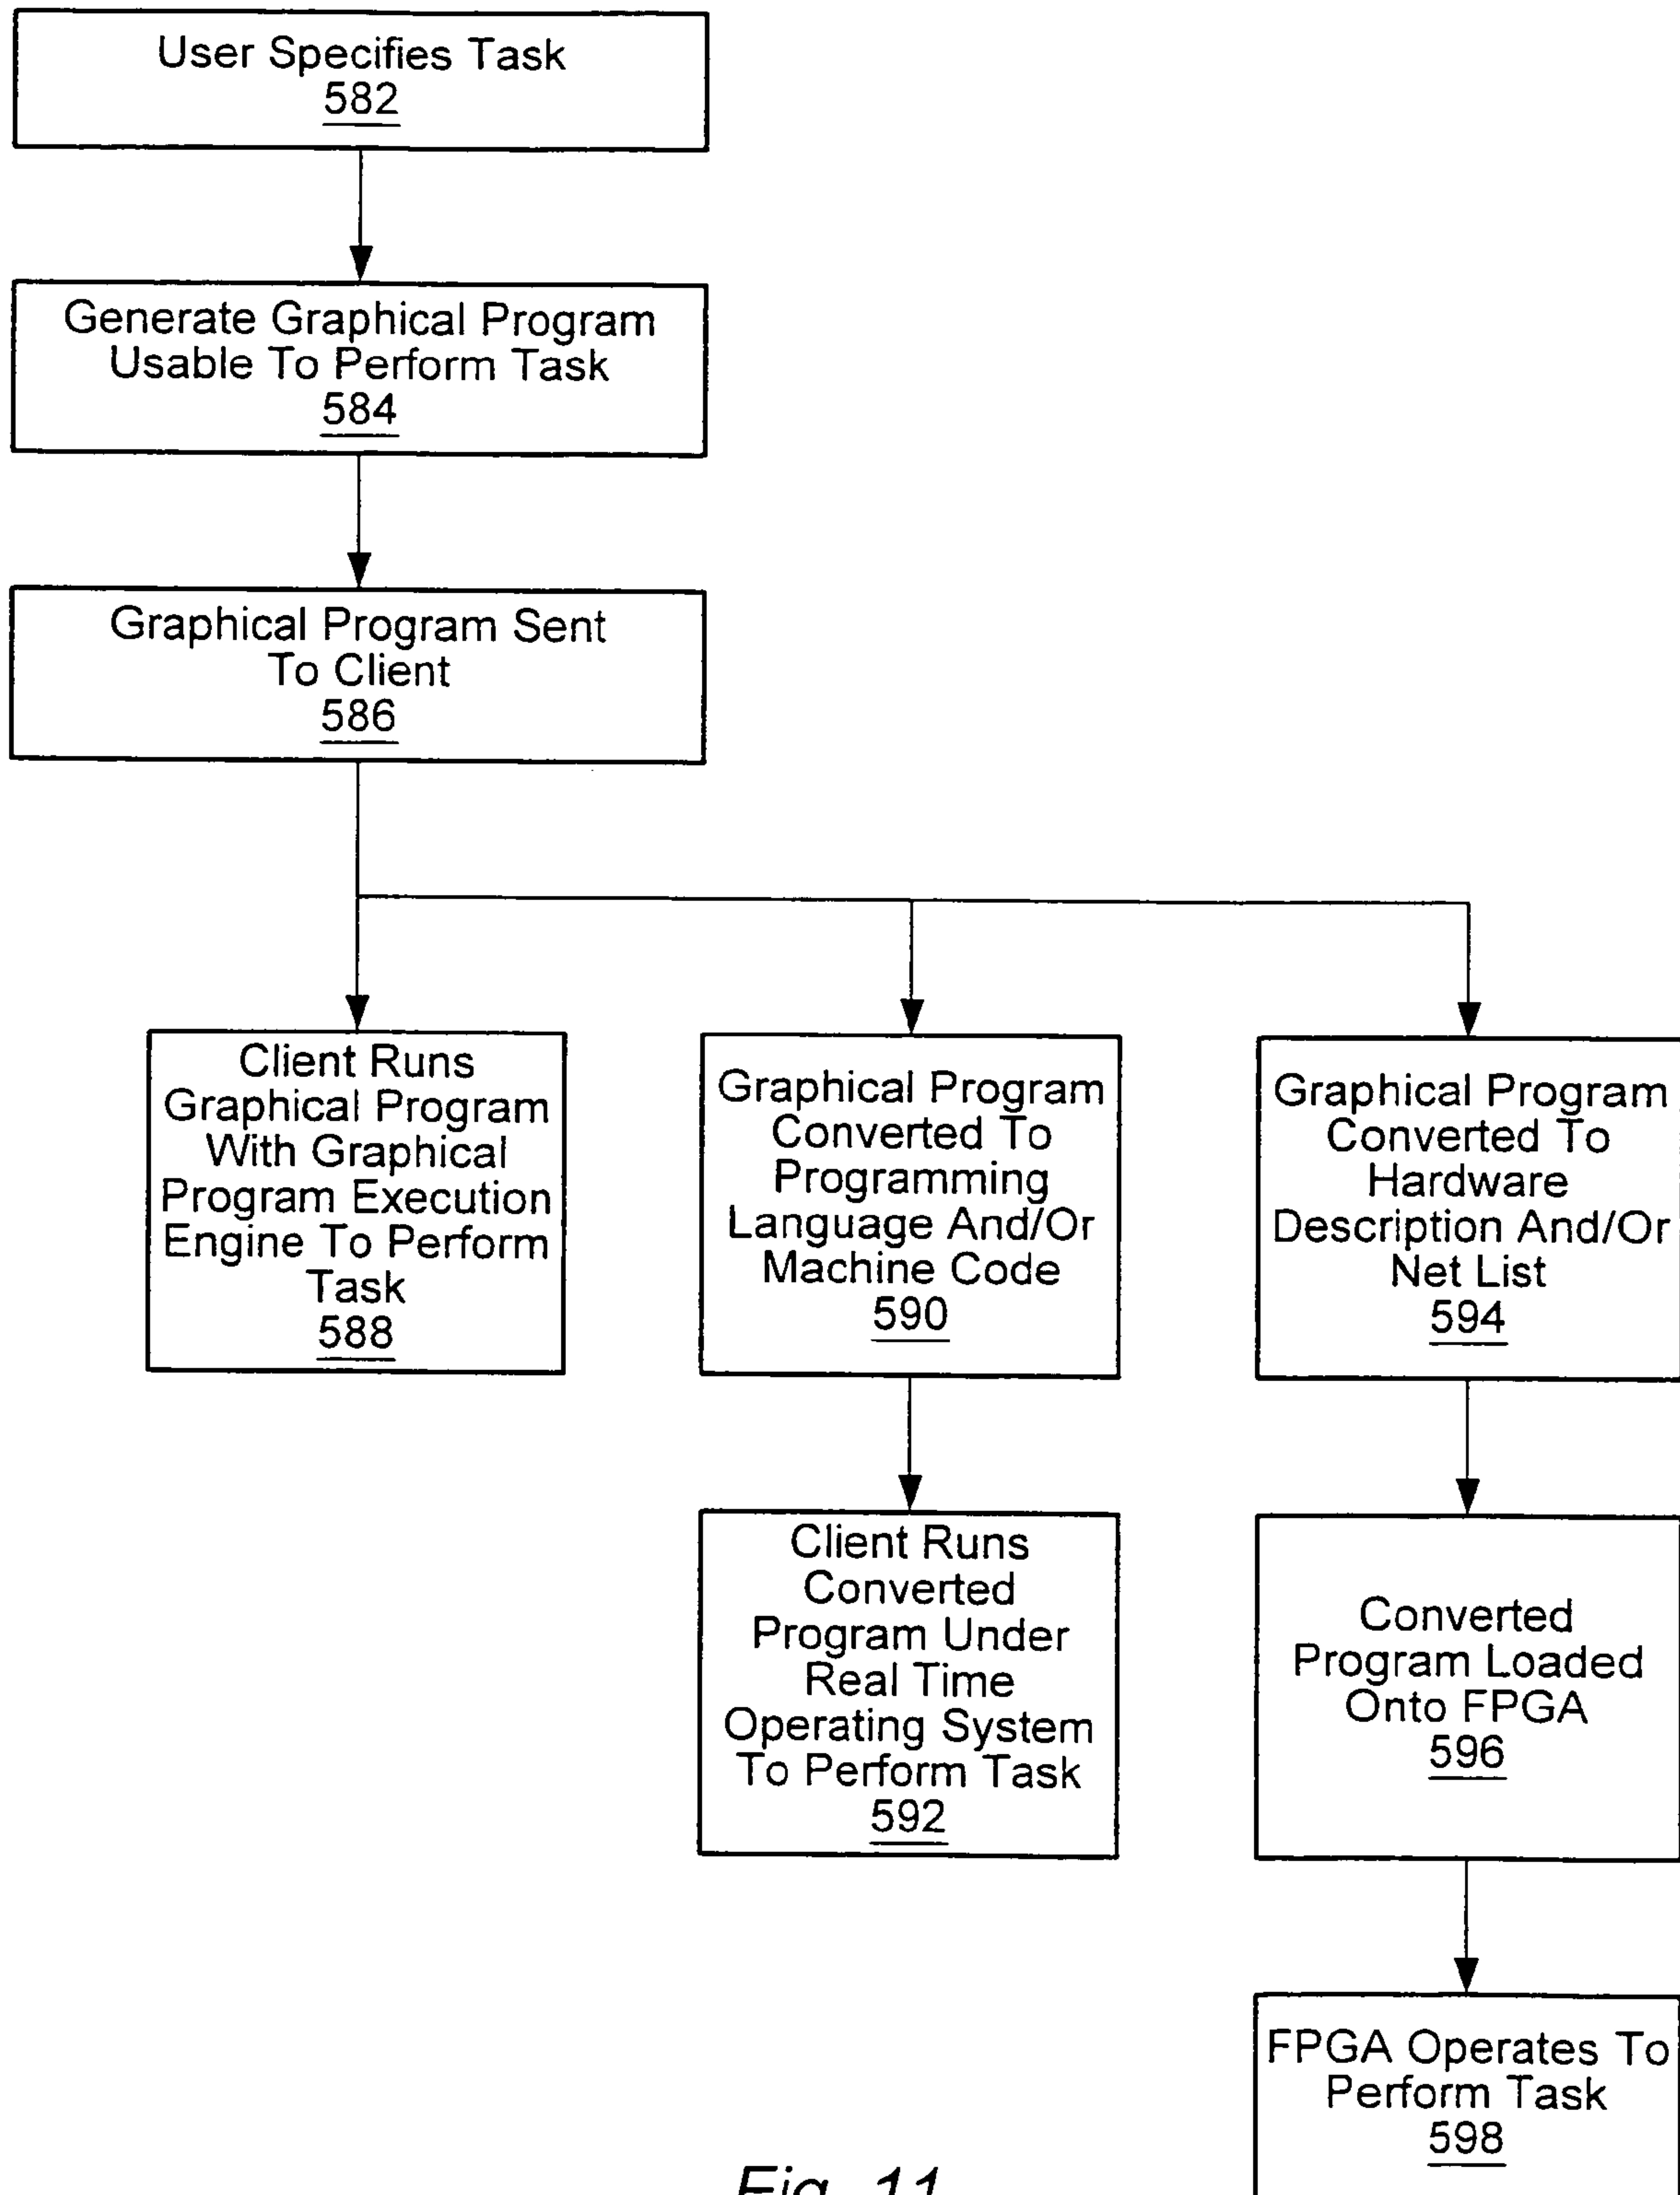 User Specifies Task
582
Generate Graphical Program
Usable To Perform Task
584
Graphical Program Sent
To Client
586
Client Runs
Graphical Program
With Graphical
Program Execution
Engine To Perform
Task
588
Graphical Program
Converted To
Programming
Language And/Or
Machine Code
590
Graphical Program
Converted To
Hardware
Description And/Or
Net List
594
Client Runs
Converted
Program Under
Real Time
Operating System
To Perform Task
592
Converted
Program Loaded
Onto FPGA
596
FPGA Operates To
Perform Task
598
Fig. 11